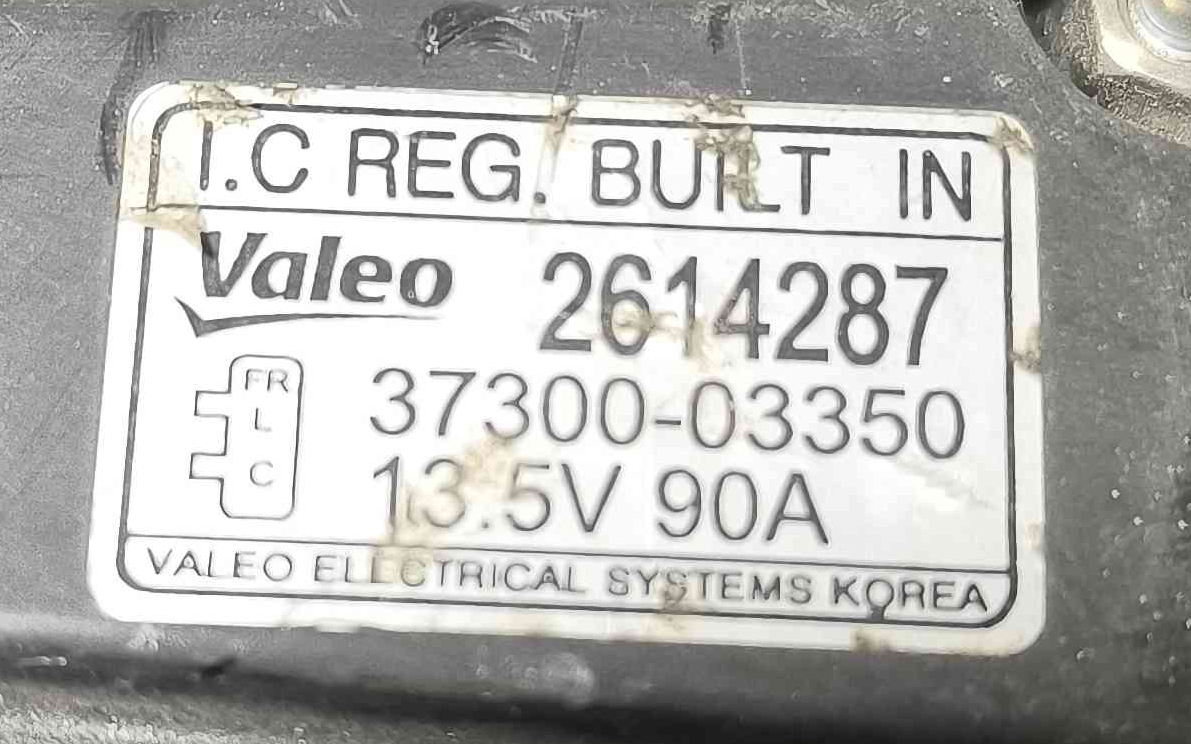 I.C REG. BUILT IN
Valeo 2614287
FR
L
C
37300-03350
13.5V 90A
VALEO ELECTRICAL SYSTEMS KOREA